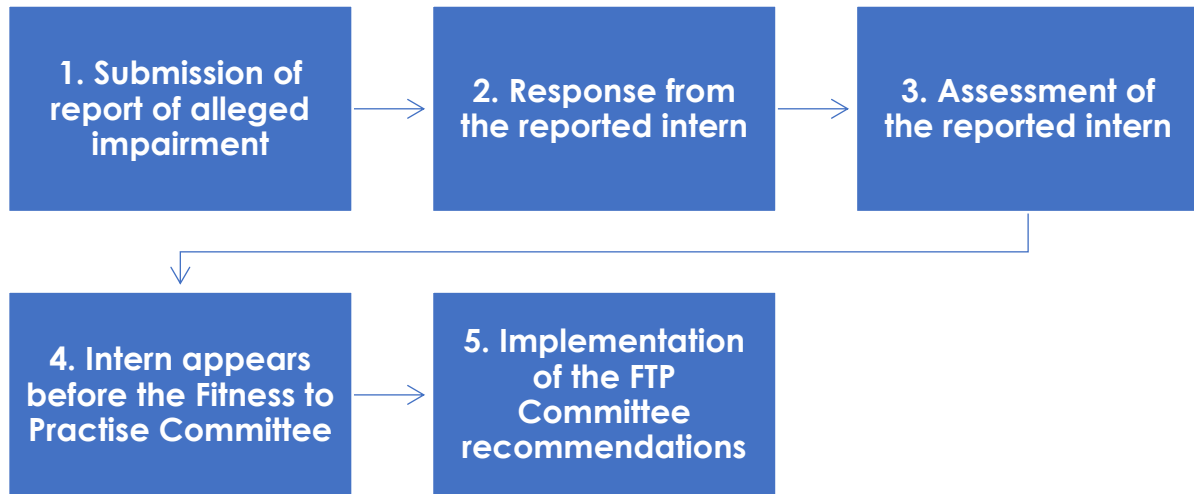 1. Submission of
report of alleged
impairment
2. Response from
the reported intern
3. Assessment of
the reported intern
4. Intern appears
before the Fitness to
Practise Committee
5. Implementation
of the FTP
Committee
recommendations